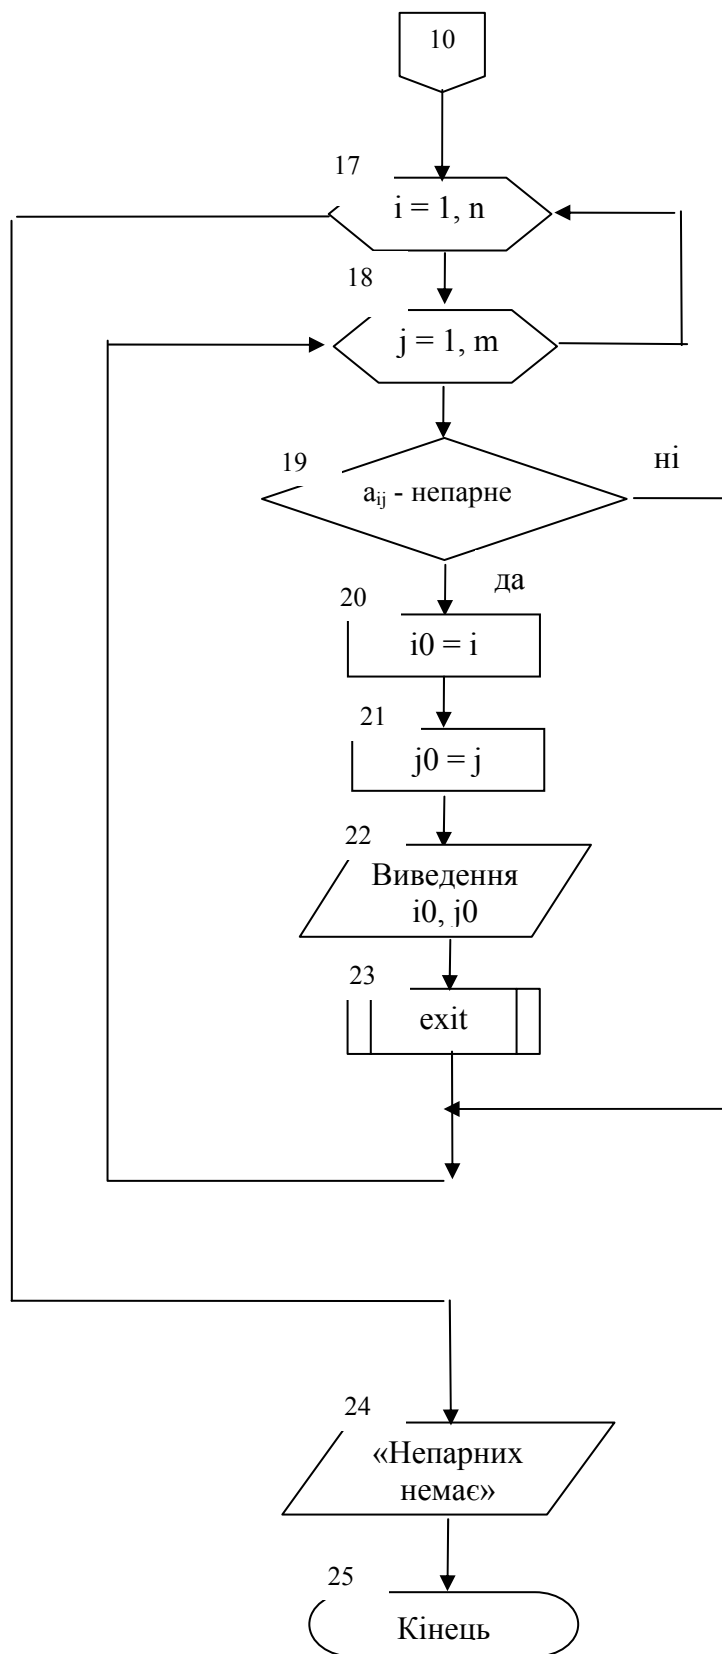 10
17
i = 1, n
18
j = 1, m
19
ні
aij - непарне
да
20
i0 = i
21
j0 = j
22
Виведення
i0, j0
23
exit
24
«Непарних
немає»
25
Кінець